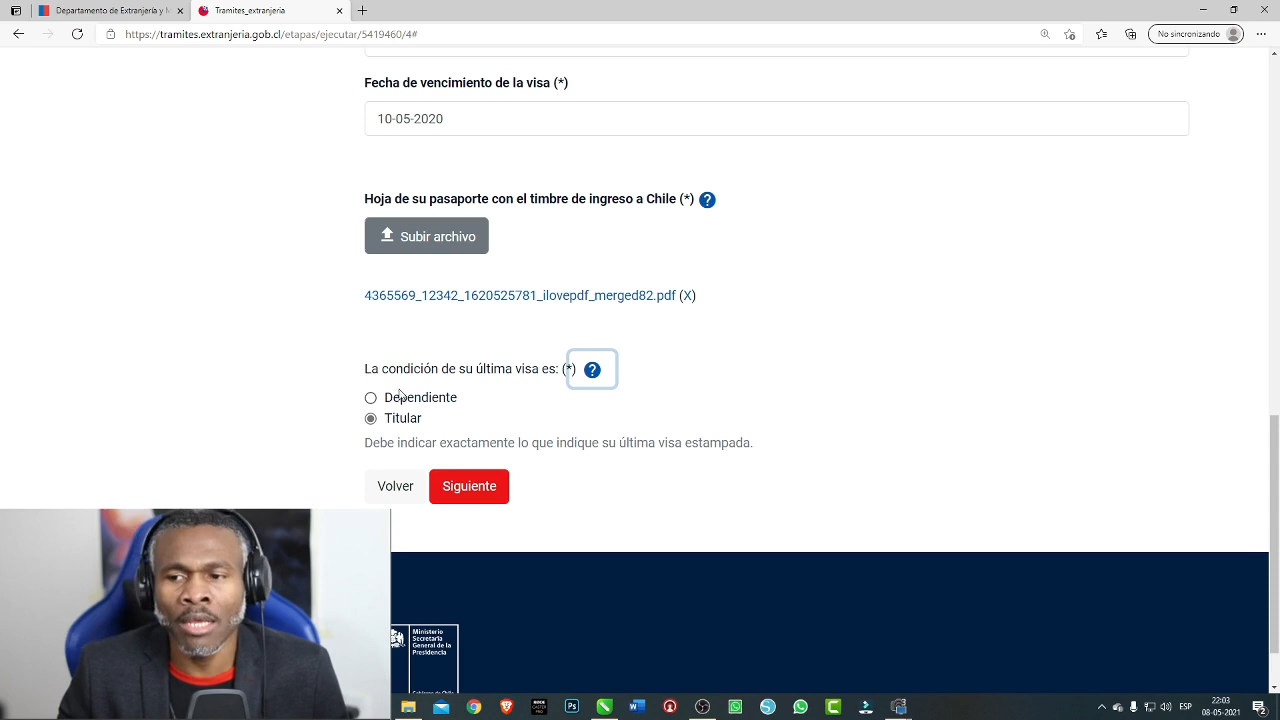 Departamento de Extranjería y M
Tramites_extranjeria
https://tramites.extranjeria.gob.cl/etapas/ejecutar/5419460/4#
No sincronizando
Fecha de vencimiento de la visa (*)
10-05-2020
Hoja de su pasaporte con el timbre de ingreso a Chile (*) ?
Subir archivo
4365569_12342_1620525781_ilovepdf_merged82.pdf (X)
La condición de su última visa es: (*) ?
Dependiente
Titular
Debe indicar exactamente lo que indique su última visa estampada.
Volver
Siguiente
Ministerio
Secretaría
General de la
Presidencia
Gobierno de Chile
ESP
22:03
08-05-2021